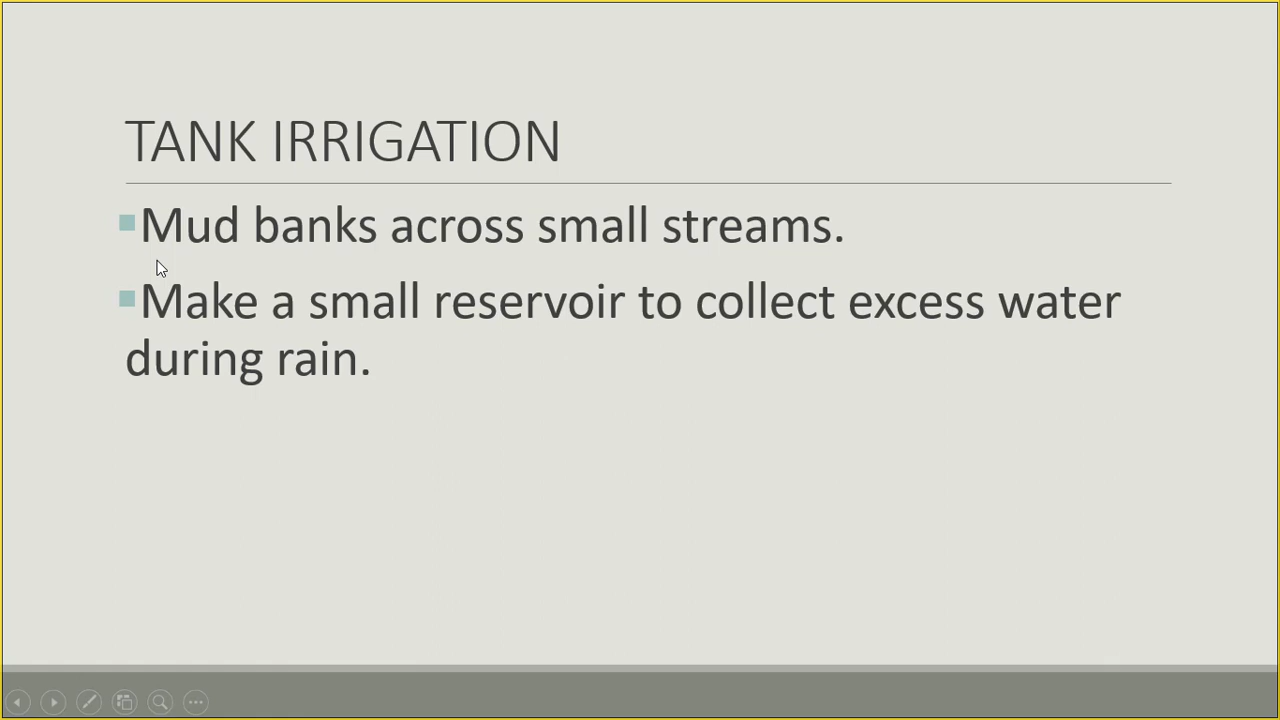 TANK IRRIGATION
Mud banks across small streams.
Make a small reservoir to collect excess water
during rain.